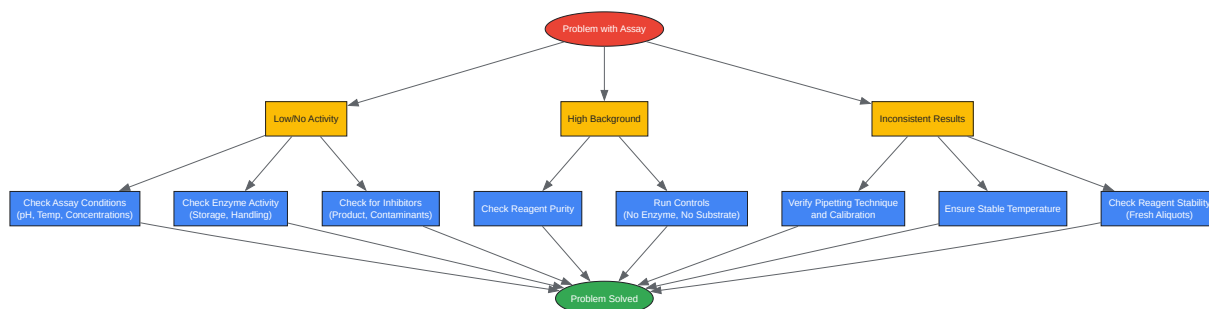 Problem with Assay
Low/No Activity
High Background
Inconsistent Results
Check Assay Conditions
(pH, Temp, Concentrations)
Check Enzyme Activity
(Storage, Handling)
Check for Inhibitors
(Product, Contaminants)
Check Reagent Purity
Run Controls
(No Enzyme, No Substrate)
Verify Pipetting Technique
and Calibration
Ensure Stable Temperature
Check Reagent Stability
(Fresh Aliquots)
Problem Solved